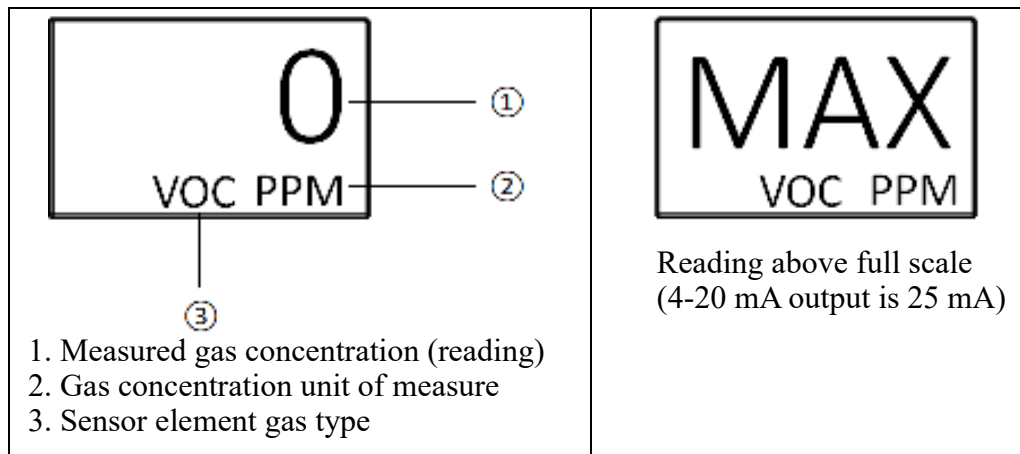 0
①
VOC PPM
②
③
1. Measured gas concentration (reading)
2. Gas concentration unit of measure
3. Sensor element gas type
MAX
VOC PPM
Reading above full scale
(4-20 mA output is 25 mA)